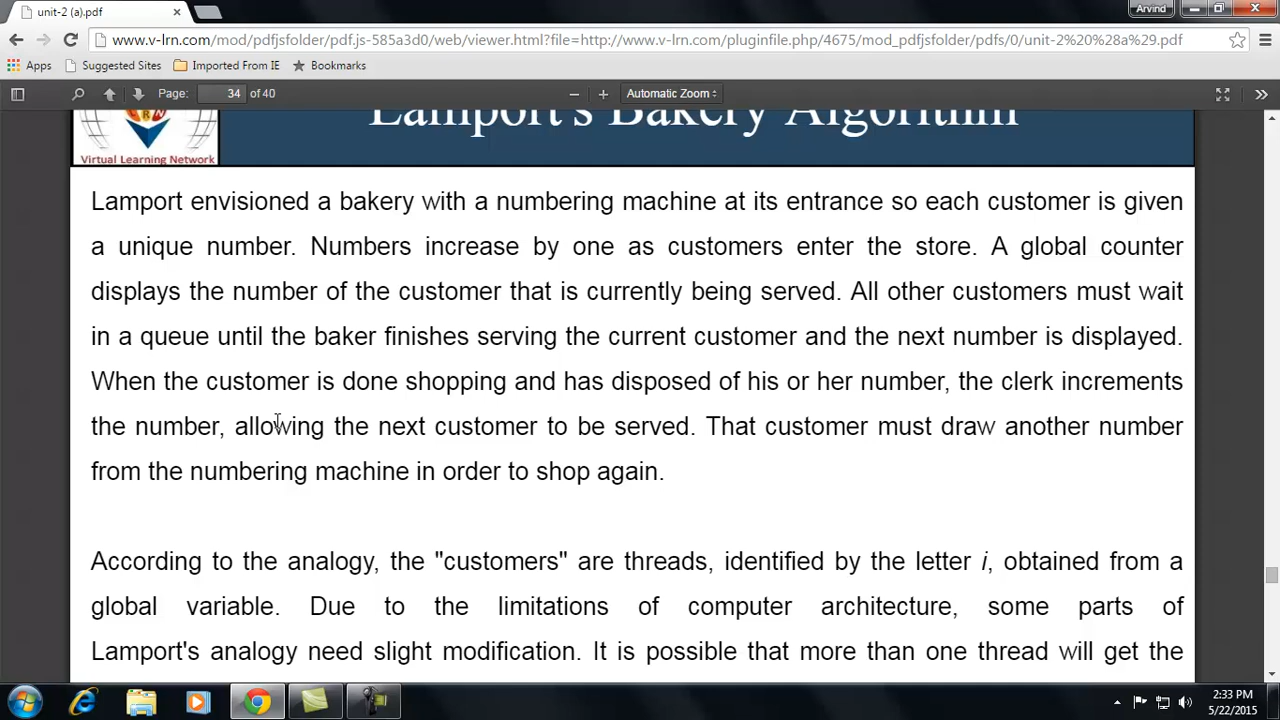 unit-2 (a).pdf
Arvind
www.v-lrn.com/mod/pdfjsfolder/pdf.js-585a3d0/web/viewer.html?file=http://www.v-lrn.com/pluginfile.php/4675/mod_pdfjsfolder/pdfs/0/unit-2%20%28a%29.pdf
Apps Suggested Sites Imported From IE Bookmarks
Page: 34 of 40 Automatic Zoom
Lamport's Bakery Algorithm
Virtual Learning Network
Lamport envisioned a bakery with a numbering machine at its entrance so each customer is given
a unique number. Numbers increase by one as customers enter the store. A global counter
displays the number of the customer that is currently being served. All other customers must wait
in a queue until the baker finishes serving the current customer and the next number is displayed.
When the customer is done shopping and has disposed of his or her number, the clerk increments
the number, allowing the next customer to be served. That customer must draw another number
from the numbering machine in order to shop again.
According to the analogy, the "customers" are threads, identified by the letter i, obtained from a
global variable. Due to the limitations of computer architecture, some parts of
Lamport's analogy need slight modification. It is possible that more than one thread will get the
2:33 PM
5/22/2015